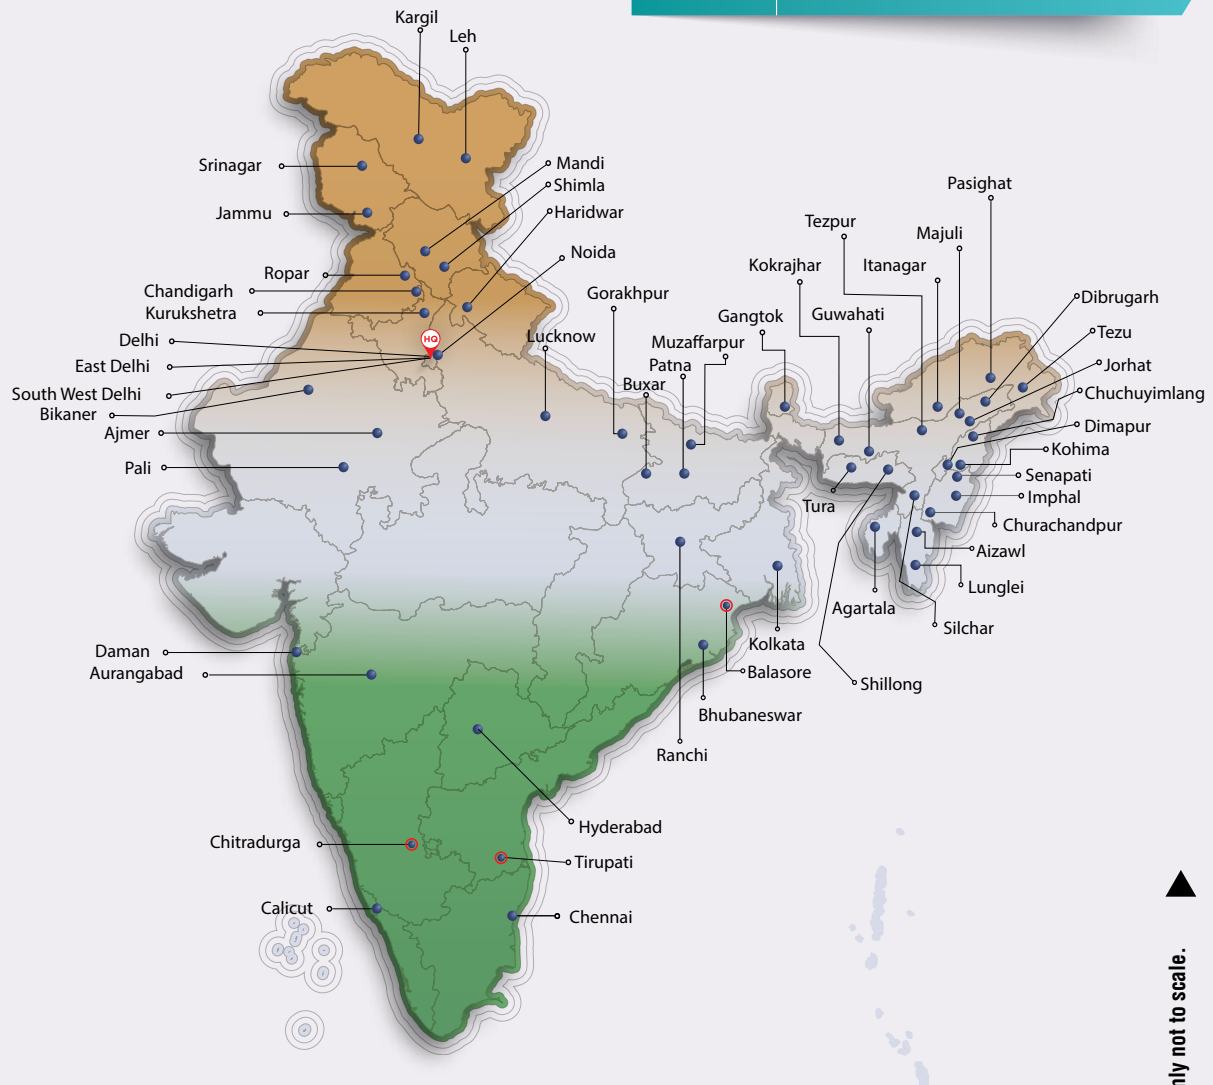 Kargil
Leh
Srinagar
Mandi
Shimla
Pasighat
Jammu
Haridwar
Tezpur
Majuli
Noida
Ropar
Kokrajhar
Itanagar
Chandigarh
Gorakhpur
Dibrugarh
Kurukshetra
Gangtok
Guwahati
Delhi
HQ
Lucknow
Muzaffarpur
Tezu
East Delhi
Patna
Jorhat
South West Delhi
Buxar
Chuchuyimlang
Bikaner
Ajmer
Dimapur
Kohima
Pali
Senapati
Tura
Imphal
Churachandpur
Aizawl
Lunglei
Agartala
Silchar
Daman
Kolkata
Aurangabad
Balasore
Shillong
Bhubaneswar
Ranchi
Hyderabad
Chitradurga
Tirupati
Calicut
Chennai
not to scale.